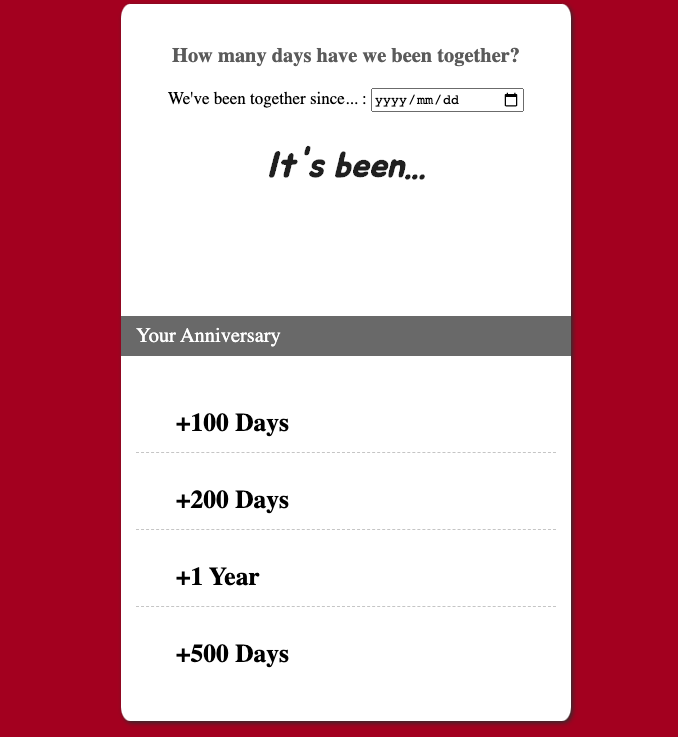 How many days have we been together?
We've been together since... : yyyy/mm/dd
It's been...
Your Anniversary
+100 Days
+200 Days
+1 Year
+500 Days